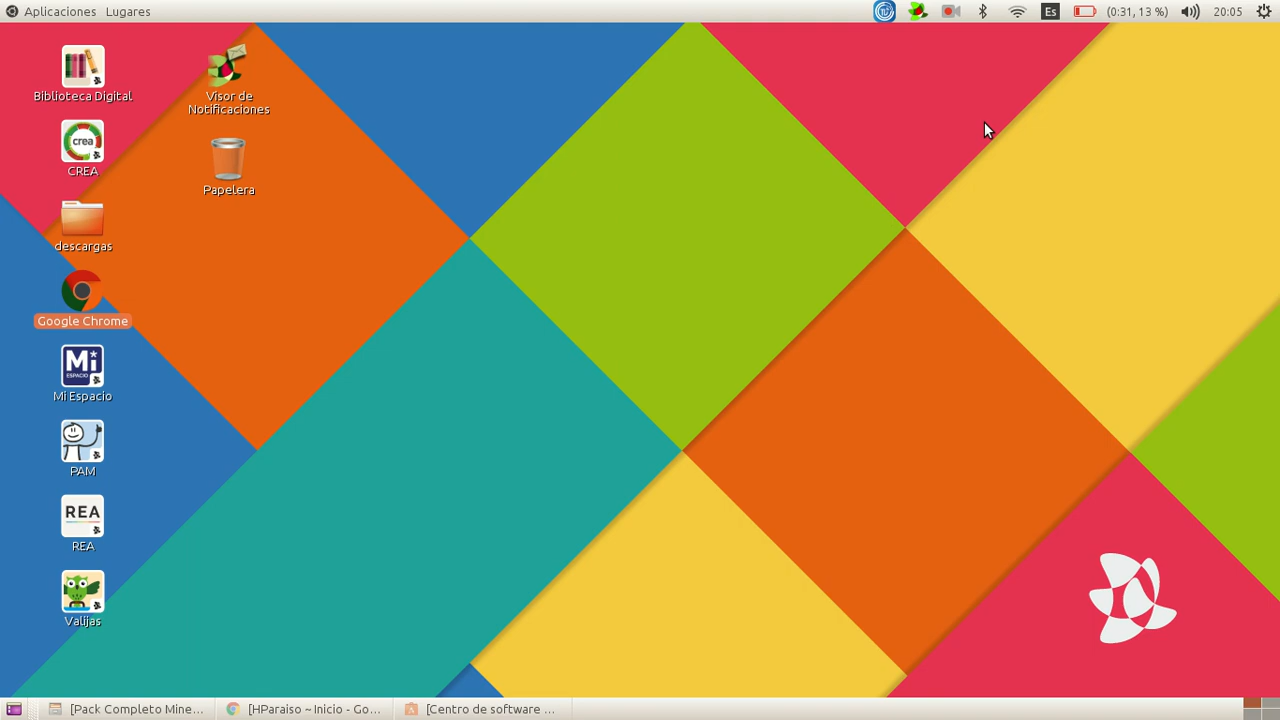 Aplicaciones Lugares
Es (0:31, 13 %) 20:05
Biblioteca Digital
crea
CREA
descargas
Google Chrome
Mi
ESPACIO
Mi Espacio
PAM
REA
REA
Valijas
Visor de
Notificaciones
Papelera
[Pack Completo Mine... [HParaiso ~ Inicio - Go... [Centro de software ...